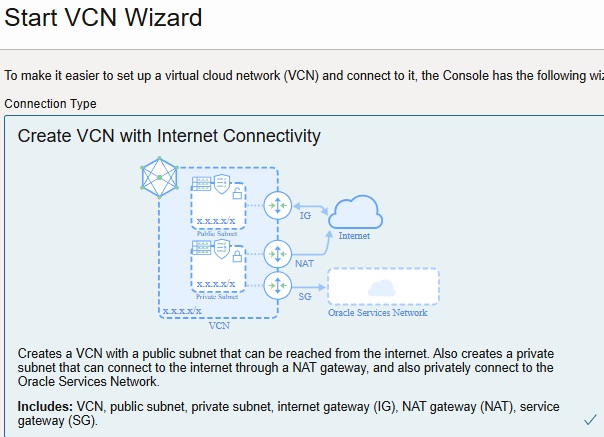 Start VCN Wizard
To make it easier to set up a virtual cloud network (VCN) and connect to it, the Console has the following
Connection Type
Create VCN with Internet Connectivity
x.x.x.x/x
Public Subnet
IG
Internet
x.x.x.x/x
Private Subnet
NAT
SG
x.x.x.x/x
VCN
Oracle Services Network
Creates a VCN with a public subnet that can be reached from the internet. Also creates a private
subnet that can connect to the internet through a NAT gateway, and also privately connect to the
Oracle Services Network.
Includes: VCN, public subnet, private subnet, internet gateway (IG), NAT gateway (NAT), service
gateway (SG).